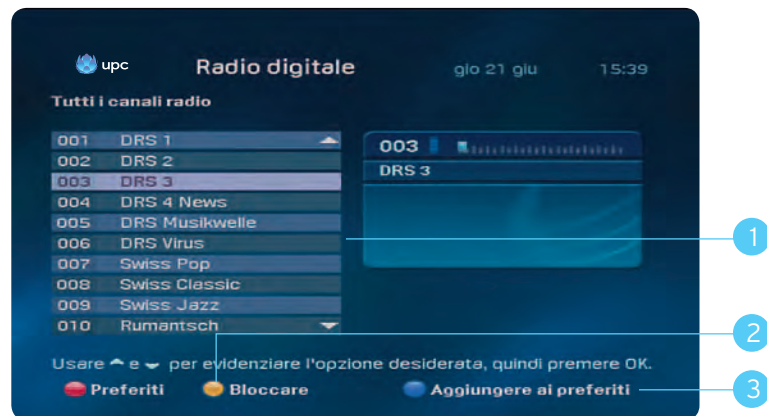 upc Radio digitale gio 21 giu 15:39
Tutti i canali radio
001 DRS 1
002 DRS 2
003 DRS 3
004 DRS 4 News
005 DRS Musikwelle
006 DRS Virus
007 Swiss Pop
008 Swiss Classic
009 Swiss Jazz
010 Rumantsch
003
DRS 3
1
2
Usare e per evidenziare l'opzione desiderata, quindi premere OK.
Preferiti Bloccare Aggiungere ai preferiti
3